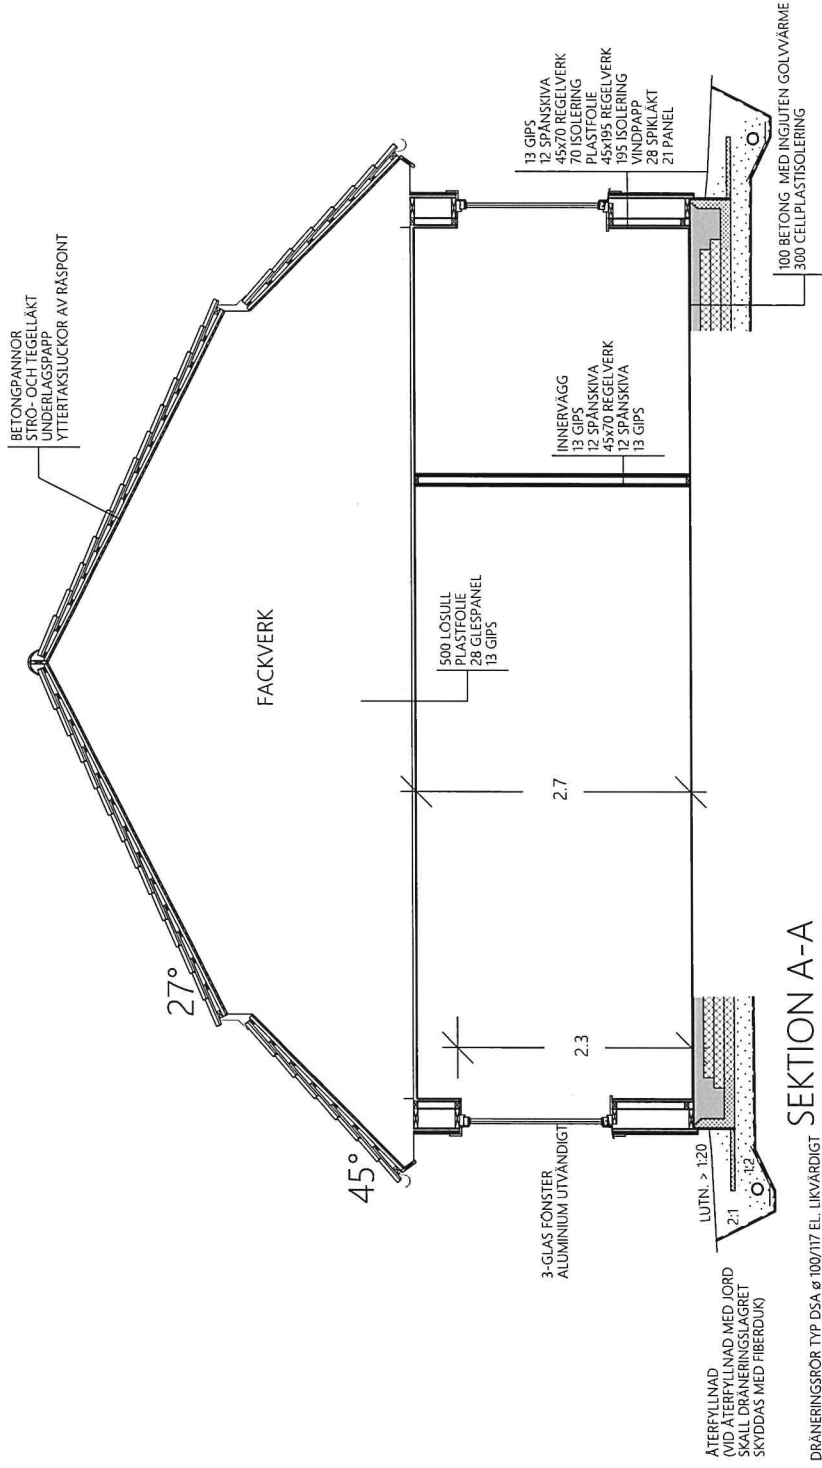 BETONGPANNOR
STRÖ- OCH TEGELLÄKT
UNDERLAGSPAPP
YTTERTAKSLUCKOR AV RÅSPONT
27°
45°
FACKVERK
500 LÖSULL
PLASTFOLIE
28 GLESPANEL
13 GIPS
13 GIPS
12 SPÅNSKIVA
45x70 REGELVERK
70 ISOLERING
PLASTFOLIE
45x195 REGELVERK
195 ISOLERING
VINDPAPP
28 SPIKLÄKT
21 PANEL
INNERVÄGG
13 GIPS
12 SPÅNSKIVA
45x70 REGELVERK
12 SPÅNSKIVA
13 GIPS
2.7
2.3
3-GLAS FÖNSTER
ALUMINIUM UTVÄNDIGT
LUTN. > 1:20
2:1
1:2
100 BETONG MED INGJUTEN GOLVVÄRME
300 CELLPLASTISOLERING
ÅTERFYLLNAD
(VID ÅTERFYLLNAD MED JORD
SKALL DRÄNERINGSLAGRET
SKYDDAS MED FIBERDUK)
DRÄNERINGSRÖR TYP DSA ø 100/117 EL. LIKVÄRDIGT
SEKTION A-A